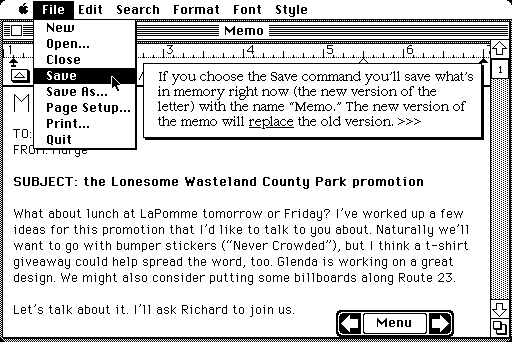 File Edit Search Format Font Style
Memo
New
Open...
Close
Save
Save As...
Page Setup...
Print...
Quit
1 2
3 4 5
1
If you choose the Save command you'll save what's
in memory right now (the new version of the
letter) with the name “Memo.” The new version of
the memo will replace the old version. >>>
M
TO:
FROM: Marge
SUBJECT: the Lonesome Wasteland County Park promotion
What about lunch at LaPomme tomorrow or Friday? I've worked up a few
ideas for this promotion that I'd like to talk to you about. Naturally we'll
want to go with bumper stickers (“Never Crowded”), but I think a t-shirt
giveaway could help spread the word, too. Glenda is working on a great
design. We might also consider putting some billboards along Route 23.
Let's talk about it. I'll ask Richard to join us.
Menu